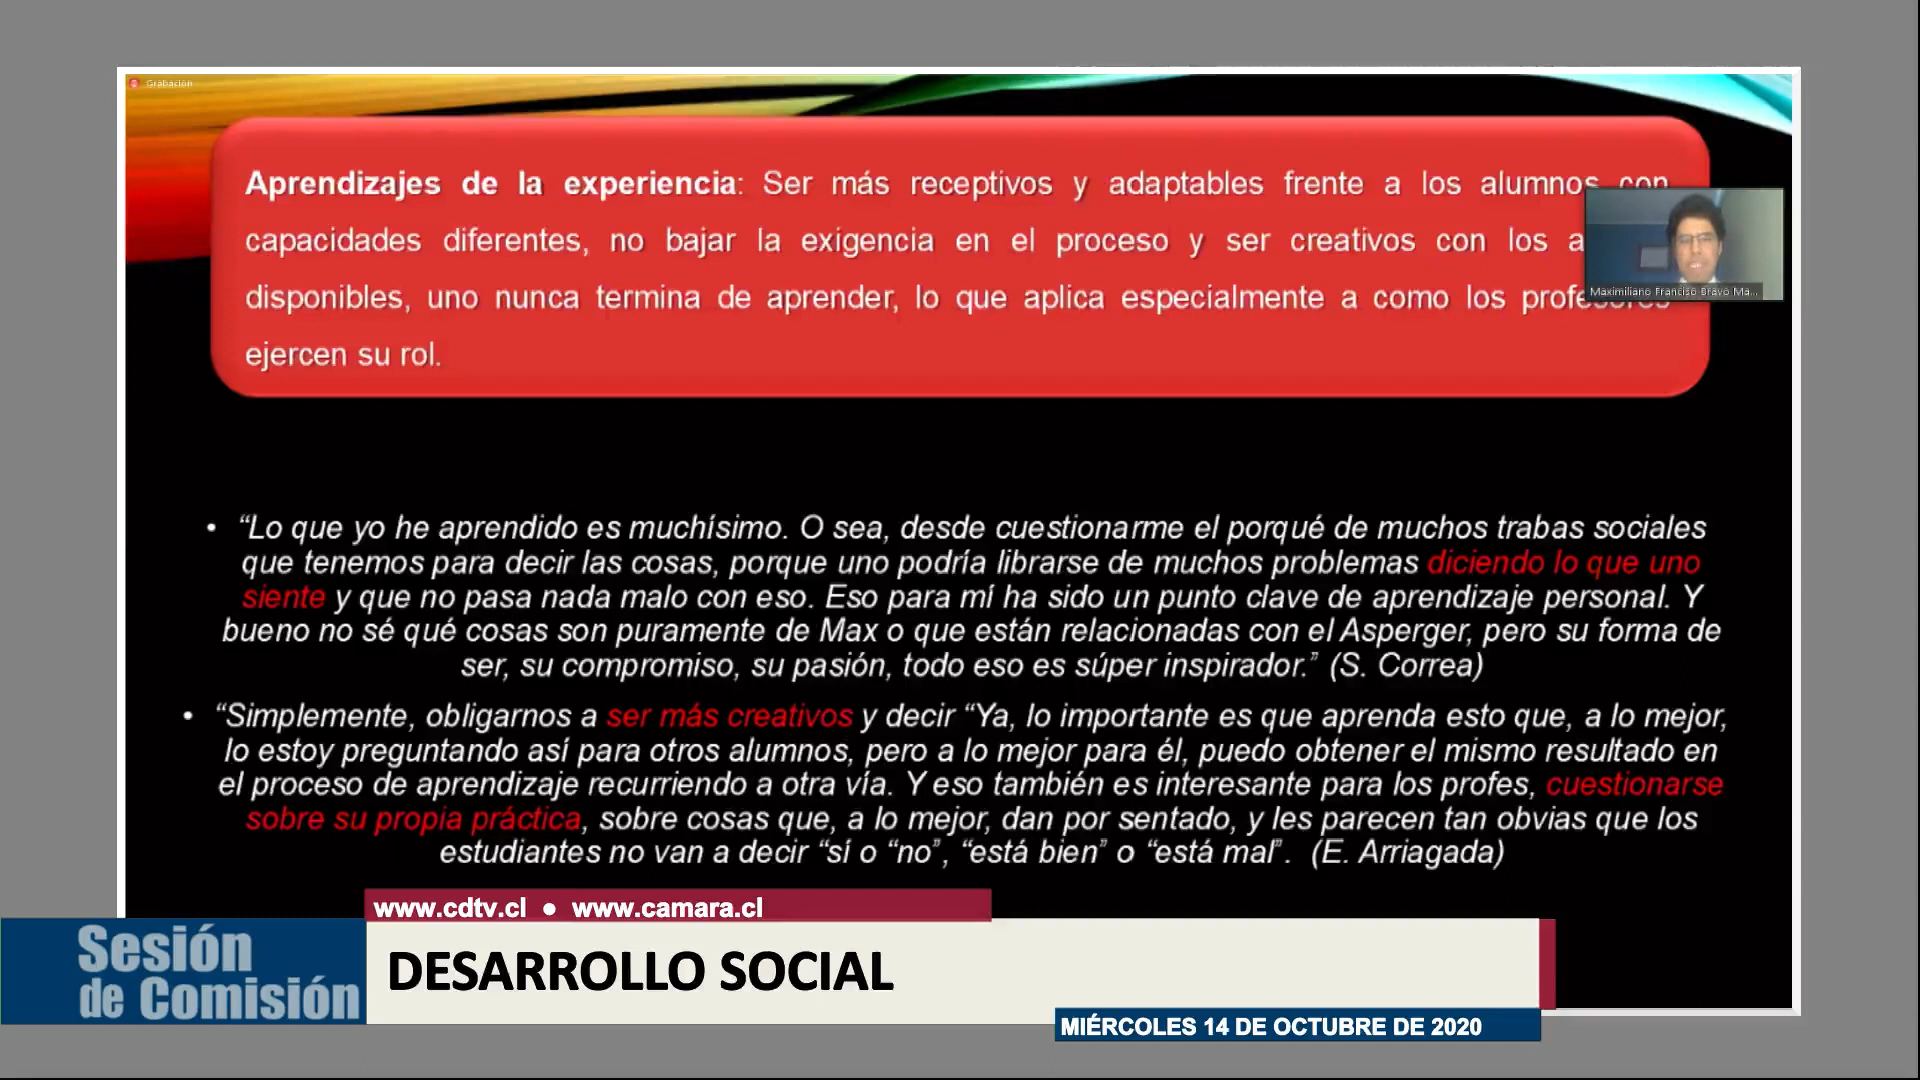 Grabación
Aprendizajes de la experiencia: Ser más receptivos y adaptables frente a los alumnos con
capacidades diferentes, no bajar la exigencia en el proceso y ser creativos con los
disponibles, uno nunca termina de aprender, lo que aplica especialmente a como los profesores
ejercen su rol.
Maximiliano Franciso Bravo Ma...
• “Lo que yo he aprendido es muchísimo. O sea, desde cuestionarme el porqué de muchos trabas sociales
que tenemos para decir las cosas, porque uno podría librarse de muchos problemas diciendo lo que uno
siente y que no pasa nada malo con eso. Eso para mí ha sido un punto clave de aprendizaje personal. Y
bueno no sé qué cosas son puramente de Max o que están relacionadas con el Asperger, pero su forma de
ser, su compromiso, su pasión, todo eso es súper inspirador.” (S. Correa)
• “Simplemente, obligarnos a ser más creativos y decir “Ya, lo importante es que aprenda esto que, a lo mejor,
lo estoy preguntando así para otros alumnos, pero a lo mejor para él, puedo obtener el mismo resultado en
el proceso de aprendizaje recurriendo a otra vía. Y eso también es interesante para los profes, cuestionarse
sobre su propia práctica, sobre cosas que, a lo mejor, dan por sentado, y les parecen tan obvias que los
estudiantes no van a decir “sí o “no”, “está bien” o “está mal”. (E. Arriagada)
www.cdtv.cl ● www.camara.cl
Sesión
de Comisión
DESARROLLO SOCIAL
MIÉRCOLES 14 DE OCTUBRE DE 2020